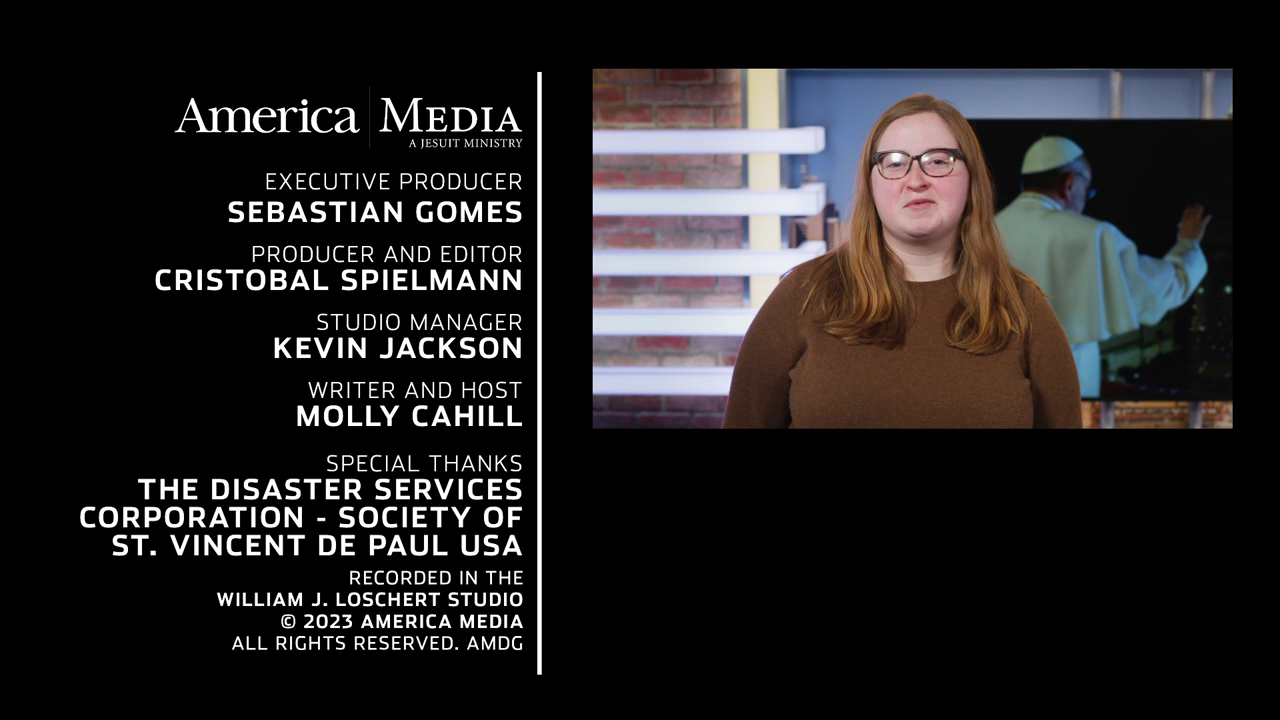 America | MEDIA
A JESUIT MINISTRY
EXECUTIVE PRODUCER
SEBASTIAN GOMES
PRODUCER AND EDITOR
CRISTOBAL SPIELMANN
STUDIO MANAGER
KEVIN JACKSON
WRITER AND HOST
MOLLY CAHILL
SPECIAL THANKS
THE DISASTER SERVICES
CORPORATION - SOCIETY OF
ST. VINCENT DE PAUL USA
RECORDED IN THE
WILLIAM J. LOSCHERT STUDIO
© 2023 AMERICA MEDIA
ALL RIGHTS RESERVED. AMDG